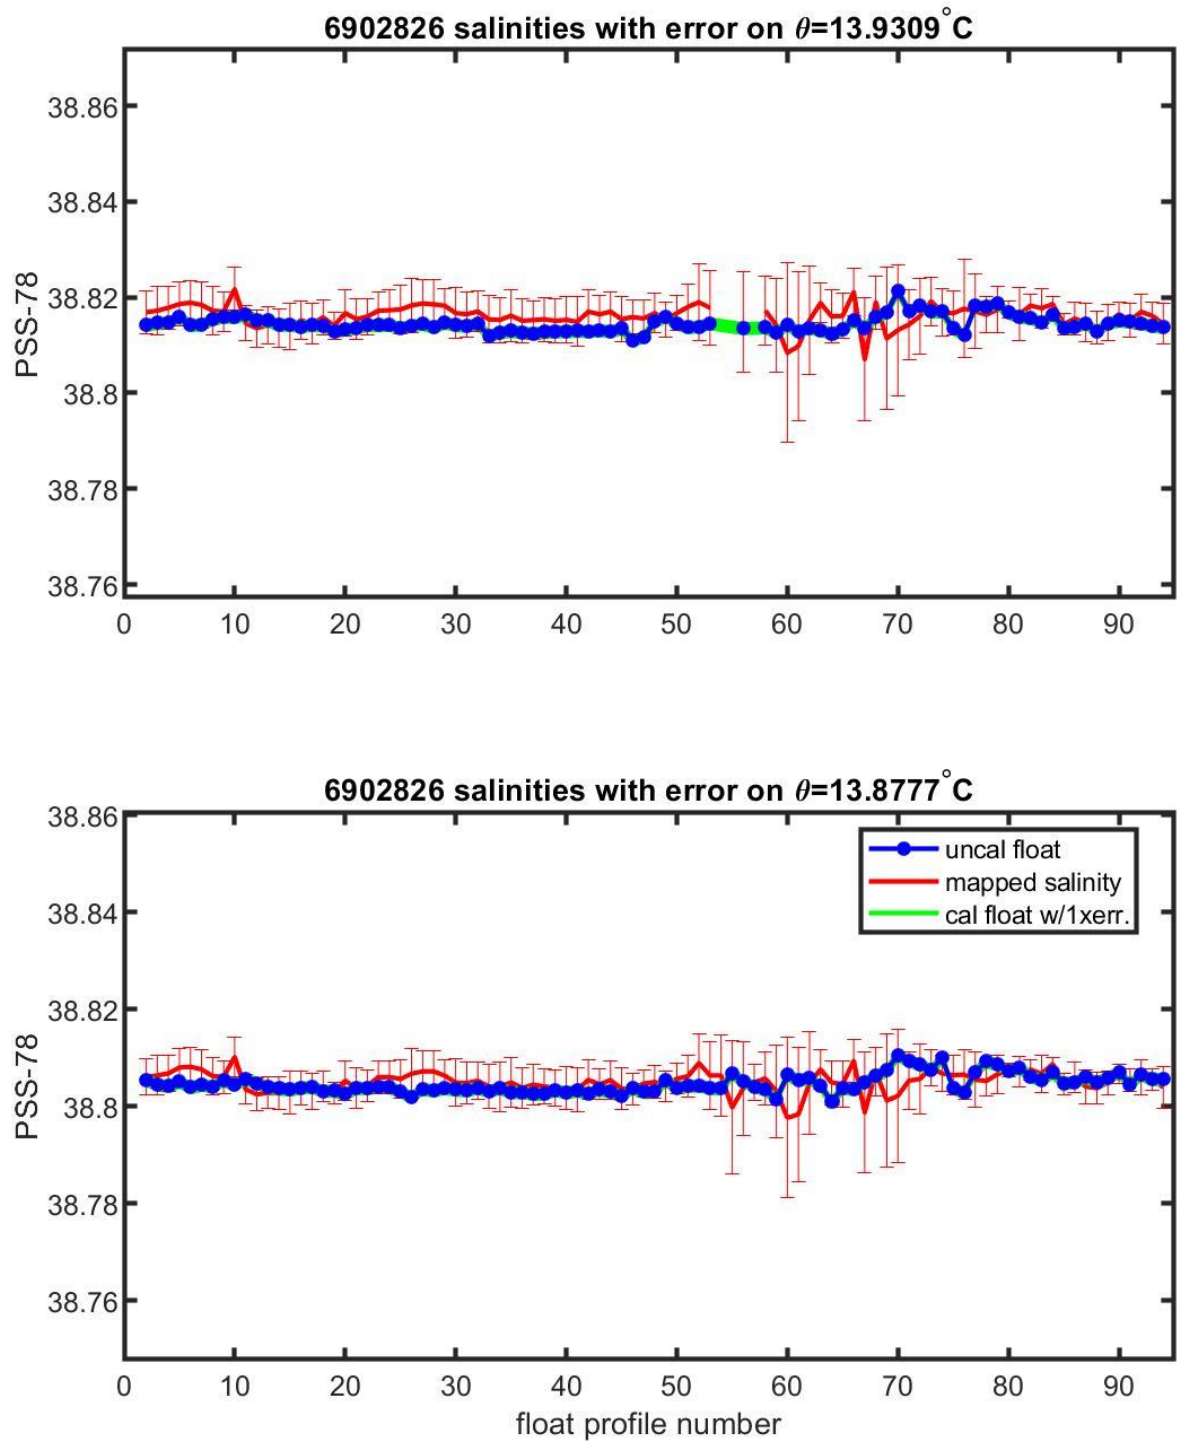 6902826 salinities with error on θ=13.9309°C
PSS-78
38.86
38.84
38.82
38.8
38.78
38.76
0 10 20 30 40 50 60 70 80 90
6902826 salinities with error on θ=13.8777°C
PSS-78
38.86
38.84
38.82
38.8
38.78
38.76
uncal float
mapped salinity
cal float w/1xerr.
0 10 20 30 40 50 60 70 80 90
float profile number